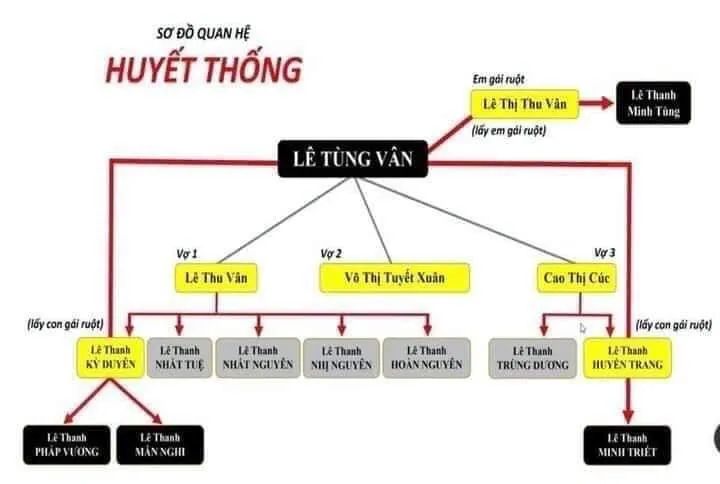 SƠ ĐỒ QUAN HỆ
HUYẾT THỐNG
Em gái ruột
Lê Thị Thu Vân
Lê Thanh
Minh Tùng
(lấy em gái ruột)
LÊ TÙNG VÂN
Vợ 1
Lê Thu Vân
Vợ 2
Võ Thị Tuyết Xuân
Vợ 3
Cao Thị Cúc
(lấy con gái ruột)
(lấy con gái ruột)
Lê Thanh
KỲ DUYÊN
Lê Thanh
NHẤT TUỆ
Lê Thanh
NHẤT NGUYÊN
Lê Thanh
NHỊ NGUYÊN
Lê Thanh
HOÀN NGUYÊN
Lê Thanh
TRÙNG DƯƠNG
Lê Thanh
HUYỀN TRANG
Lê Thanh
PHÁP VƯƠNG
Lê Thanh
MẪN NGHI
Lê Thanh
MINH TRIẾT